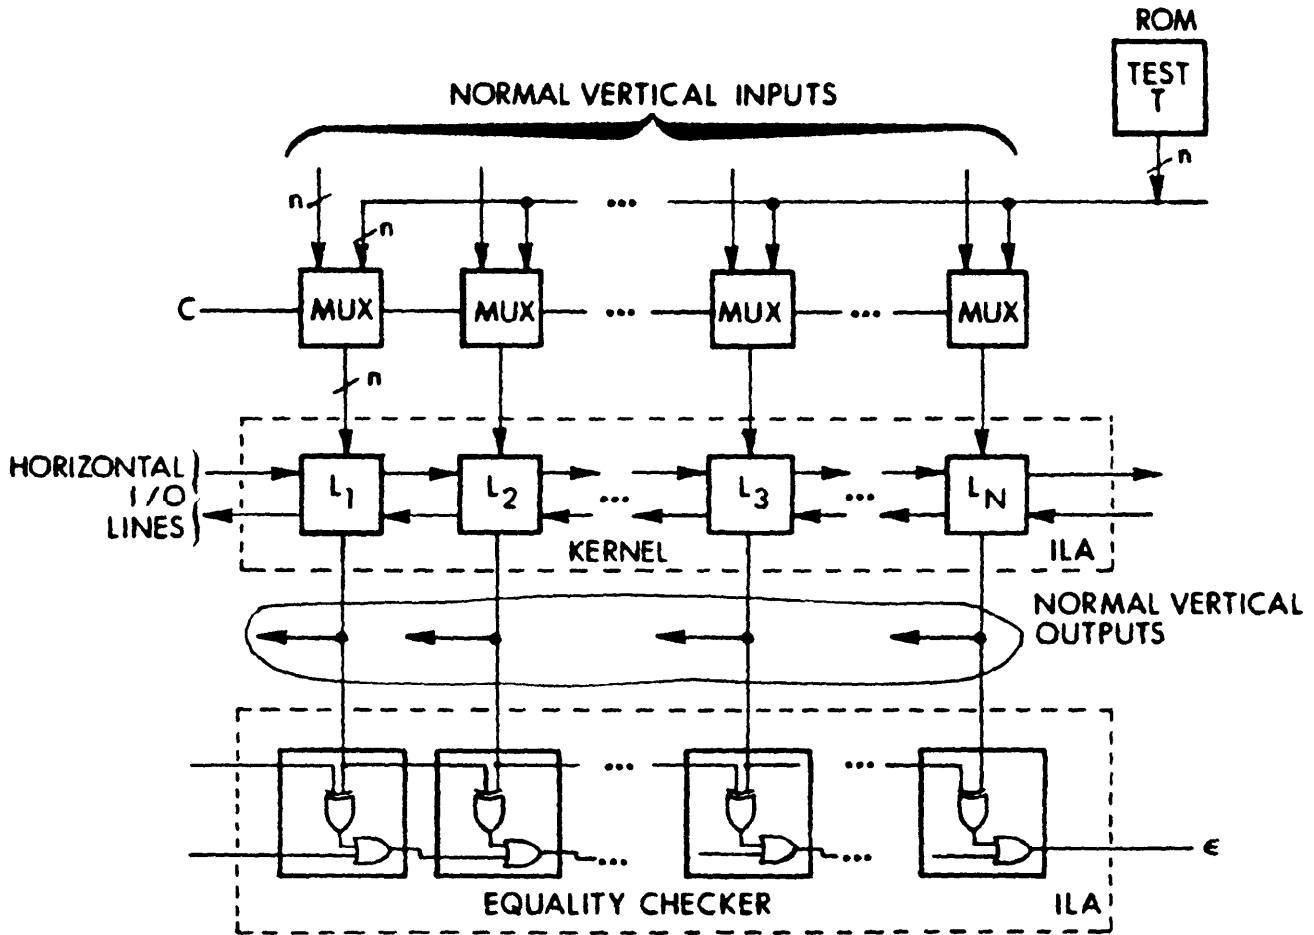 ROM
TEST
T
NORMAL VERTICAL INPUTS
n
n
...
n
C
MUX
MUX
...
MUX
...
MUX
n
HORIZONTAL
I/O
LINES
L1
L2
...
L3
...
LN
KERNEL
ILA
NORMAL VERTICAL
OUTPUTS
...
...
...
...
ϵ
EQUALITY CHECKER
ILA